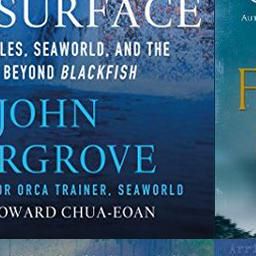 SURFACE
LES, SEAWORLD, AND THE
BEYOND BLACKFISH
JOHN
RGROVE
OR ORCA TRAINER, SEAWORLD
OWARD CHUA-EOAN